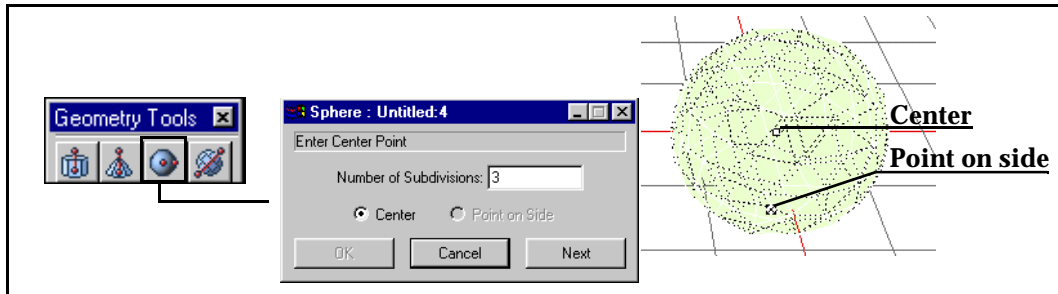 Geometry Tools
Sphere : Untitled:4
Enter Center Point
Number of Subdivisions: 3
Center Point on Side
OK Cancel Next
Center
Point on side